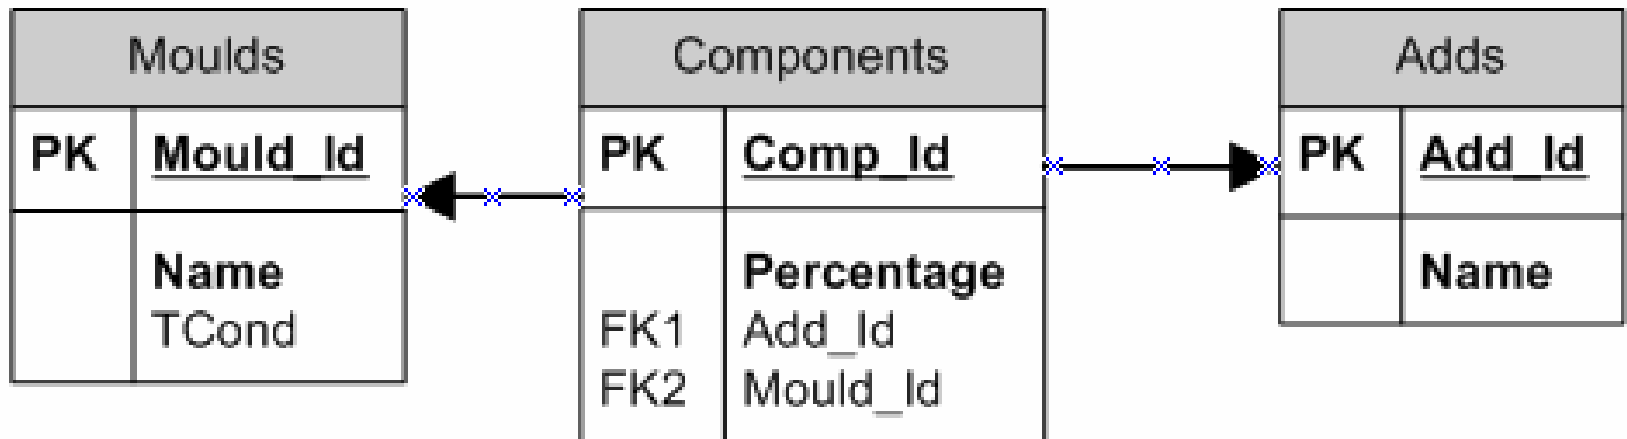 Moulds
PK Mould_Id
Name
TCond
Components
PK Comp_Id
Percentage
FK1 Add_Id
FK2 Mould_Id
Adds
PK Add_Id
Name